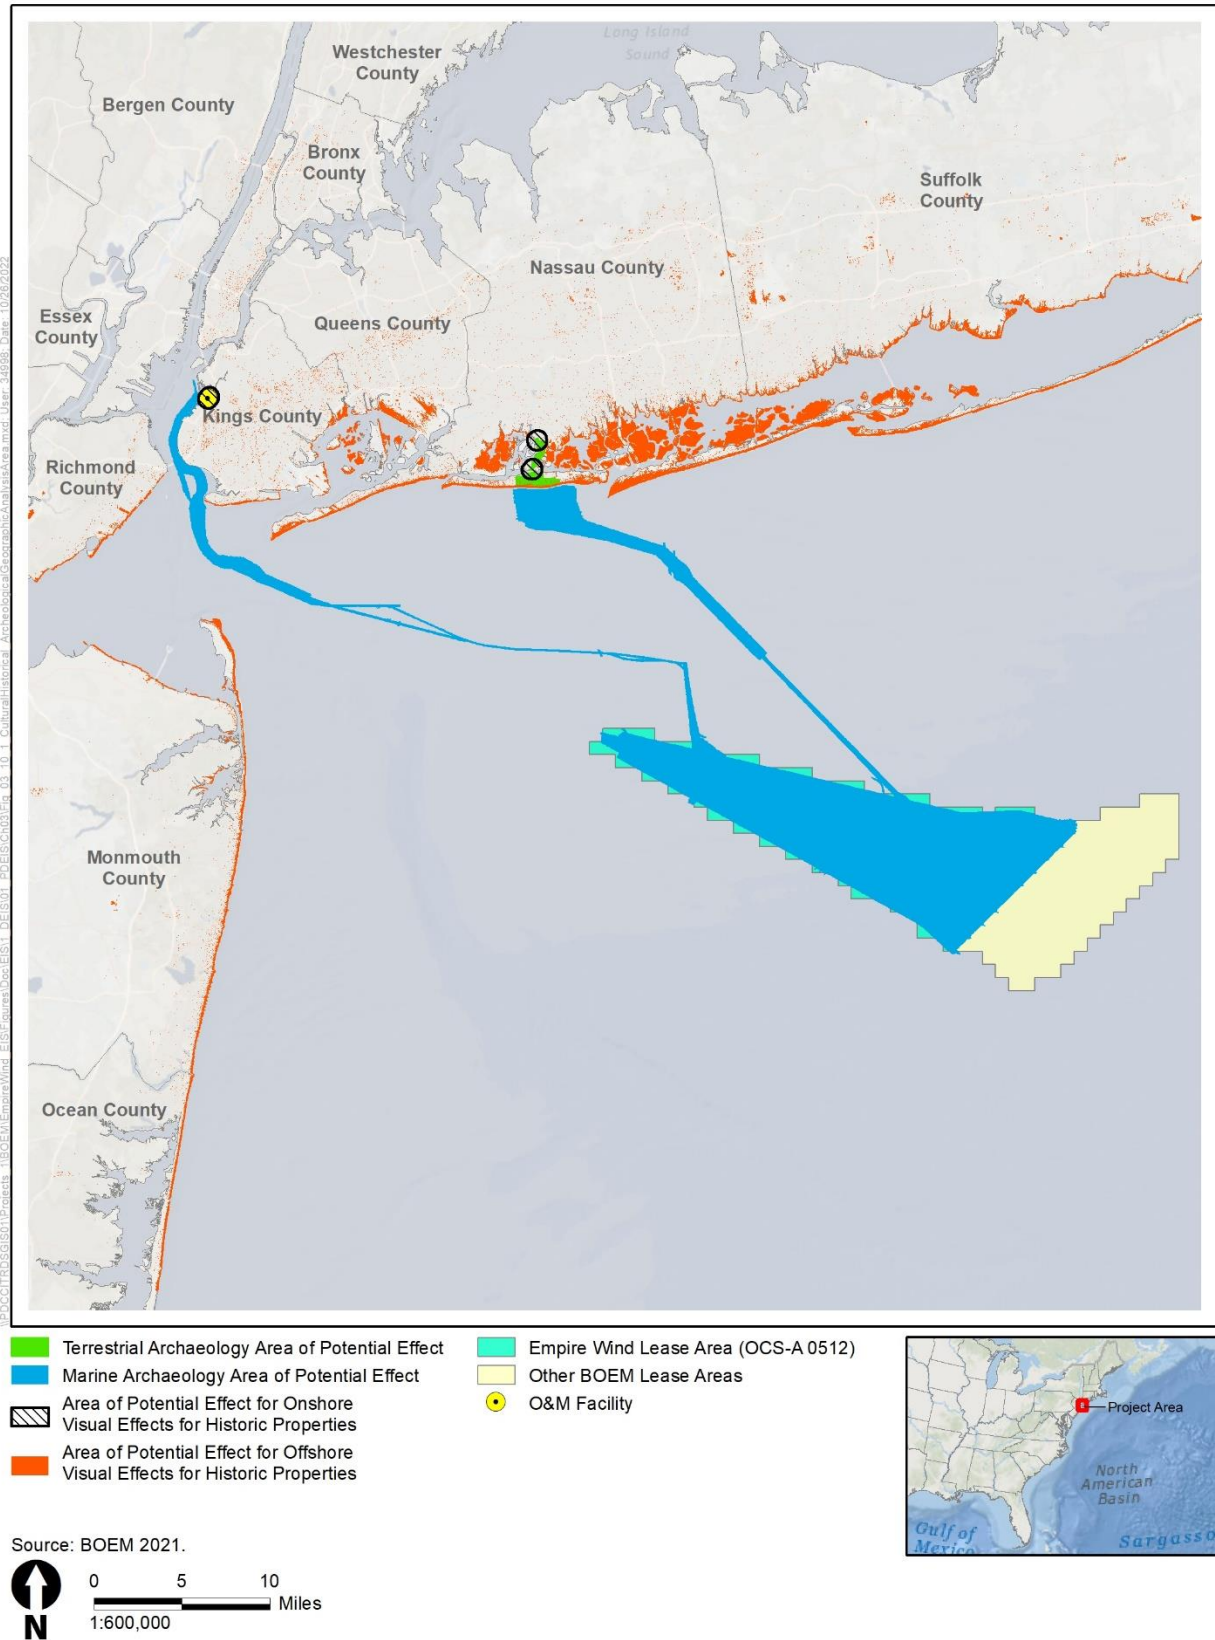 Long Island
Sound
Westchester
County
Bergen County
Bronx
County
Suffolk
County
Nassau County
Essex
County
Queens County
Kings County
Richmond
County
Monmouth
County
Ocean County
Terrestrial Archaeology Area of Potential Effect
Marine Archaeology Area of Potential Effect
Area of Potential Effect for Onshore
Visual Effects for Historic Properties
Area of Potential Effect for Offshore
Visual Effects for Historic Properties
Empire Wind Lease Area (OCS-A 0512)
Other BOEM Lease Areas
O&M Facility
Project Area
North
American
Basin
Gulf of
Mexico
Sargasso
Source: BOEM 2021.
N
0 5 10
Miles
1:600,000